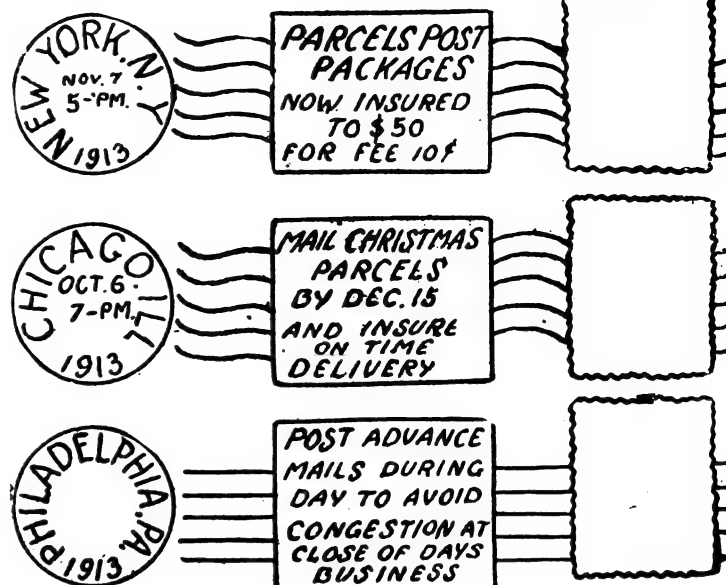 NEW YORK. N. Y.
NOV. 7
5-PM.
1913
PARCELS POST
PACKAGES
NOW INSURED
TO $50
FOR FEE 10¢
CHICAGO. ILL.
OCT. 6.
7-PM.
1913
MAIL CHRISTMAS
PARCELS
BY DEC. 15
AND INSURE
ON TIME
DELIVERY
PHILADELPHIA. PA.
1913
POST ADVANCE
MAILS DURING
DAY TO AVOID
CONGESTION AT
CLOSE OF DAYS
BUSINESS